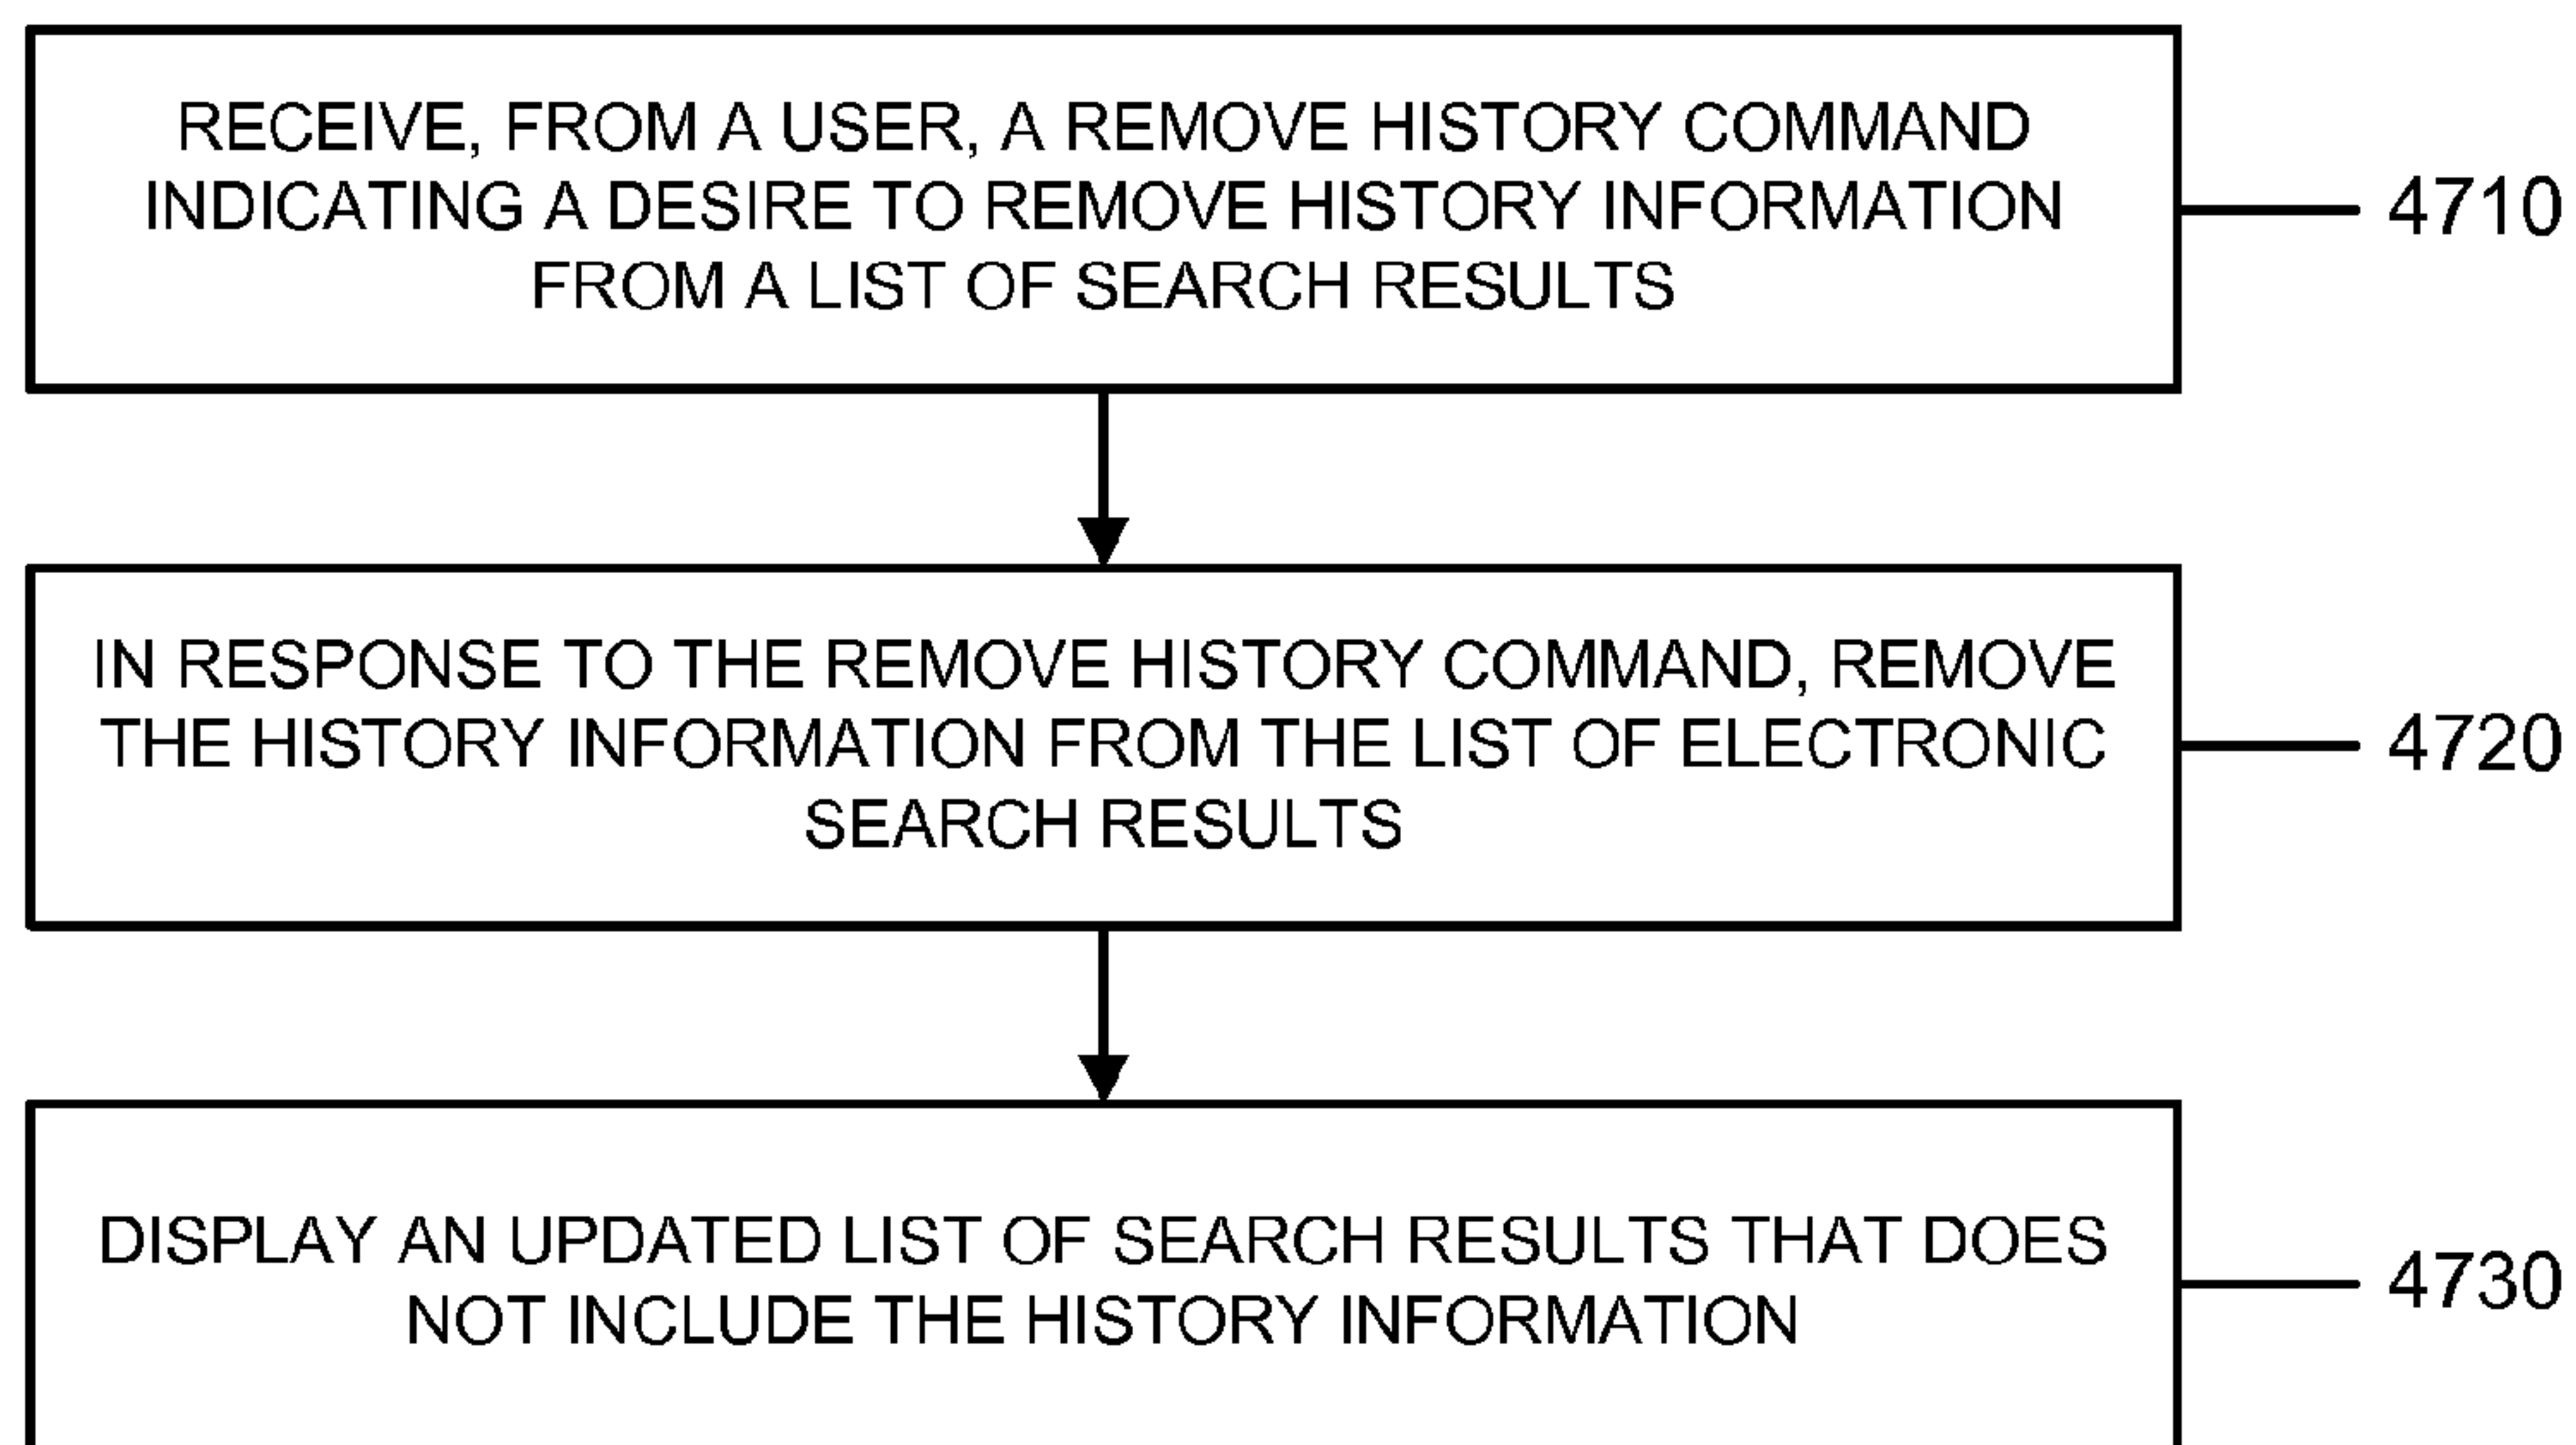 RECEIVE, FROM A USER, A REMOVE HISTORY COMMAND
INDICATING A DESIRE TO REMOVE HISTORY INFORMATION
FROM A LIST OF SEARCH RESULTS
4710
IN RESPONSE TO THE REMOVE HISTORY COMMAND, REMOVE
THE HISTORY INFORMATION FROM THE LIST OF ELECTRONIC
SEARCH RESULTS
4720
DISPLAY AN UPDATED LIST OF SEARCH RESULTS THAT DOES
NOT INCLUDE THE HISTORY INFORMATION
4730